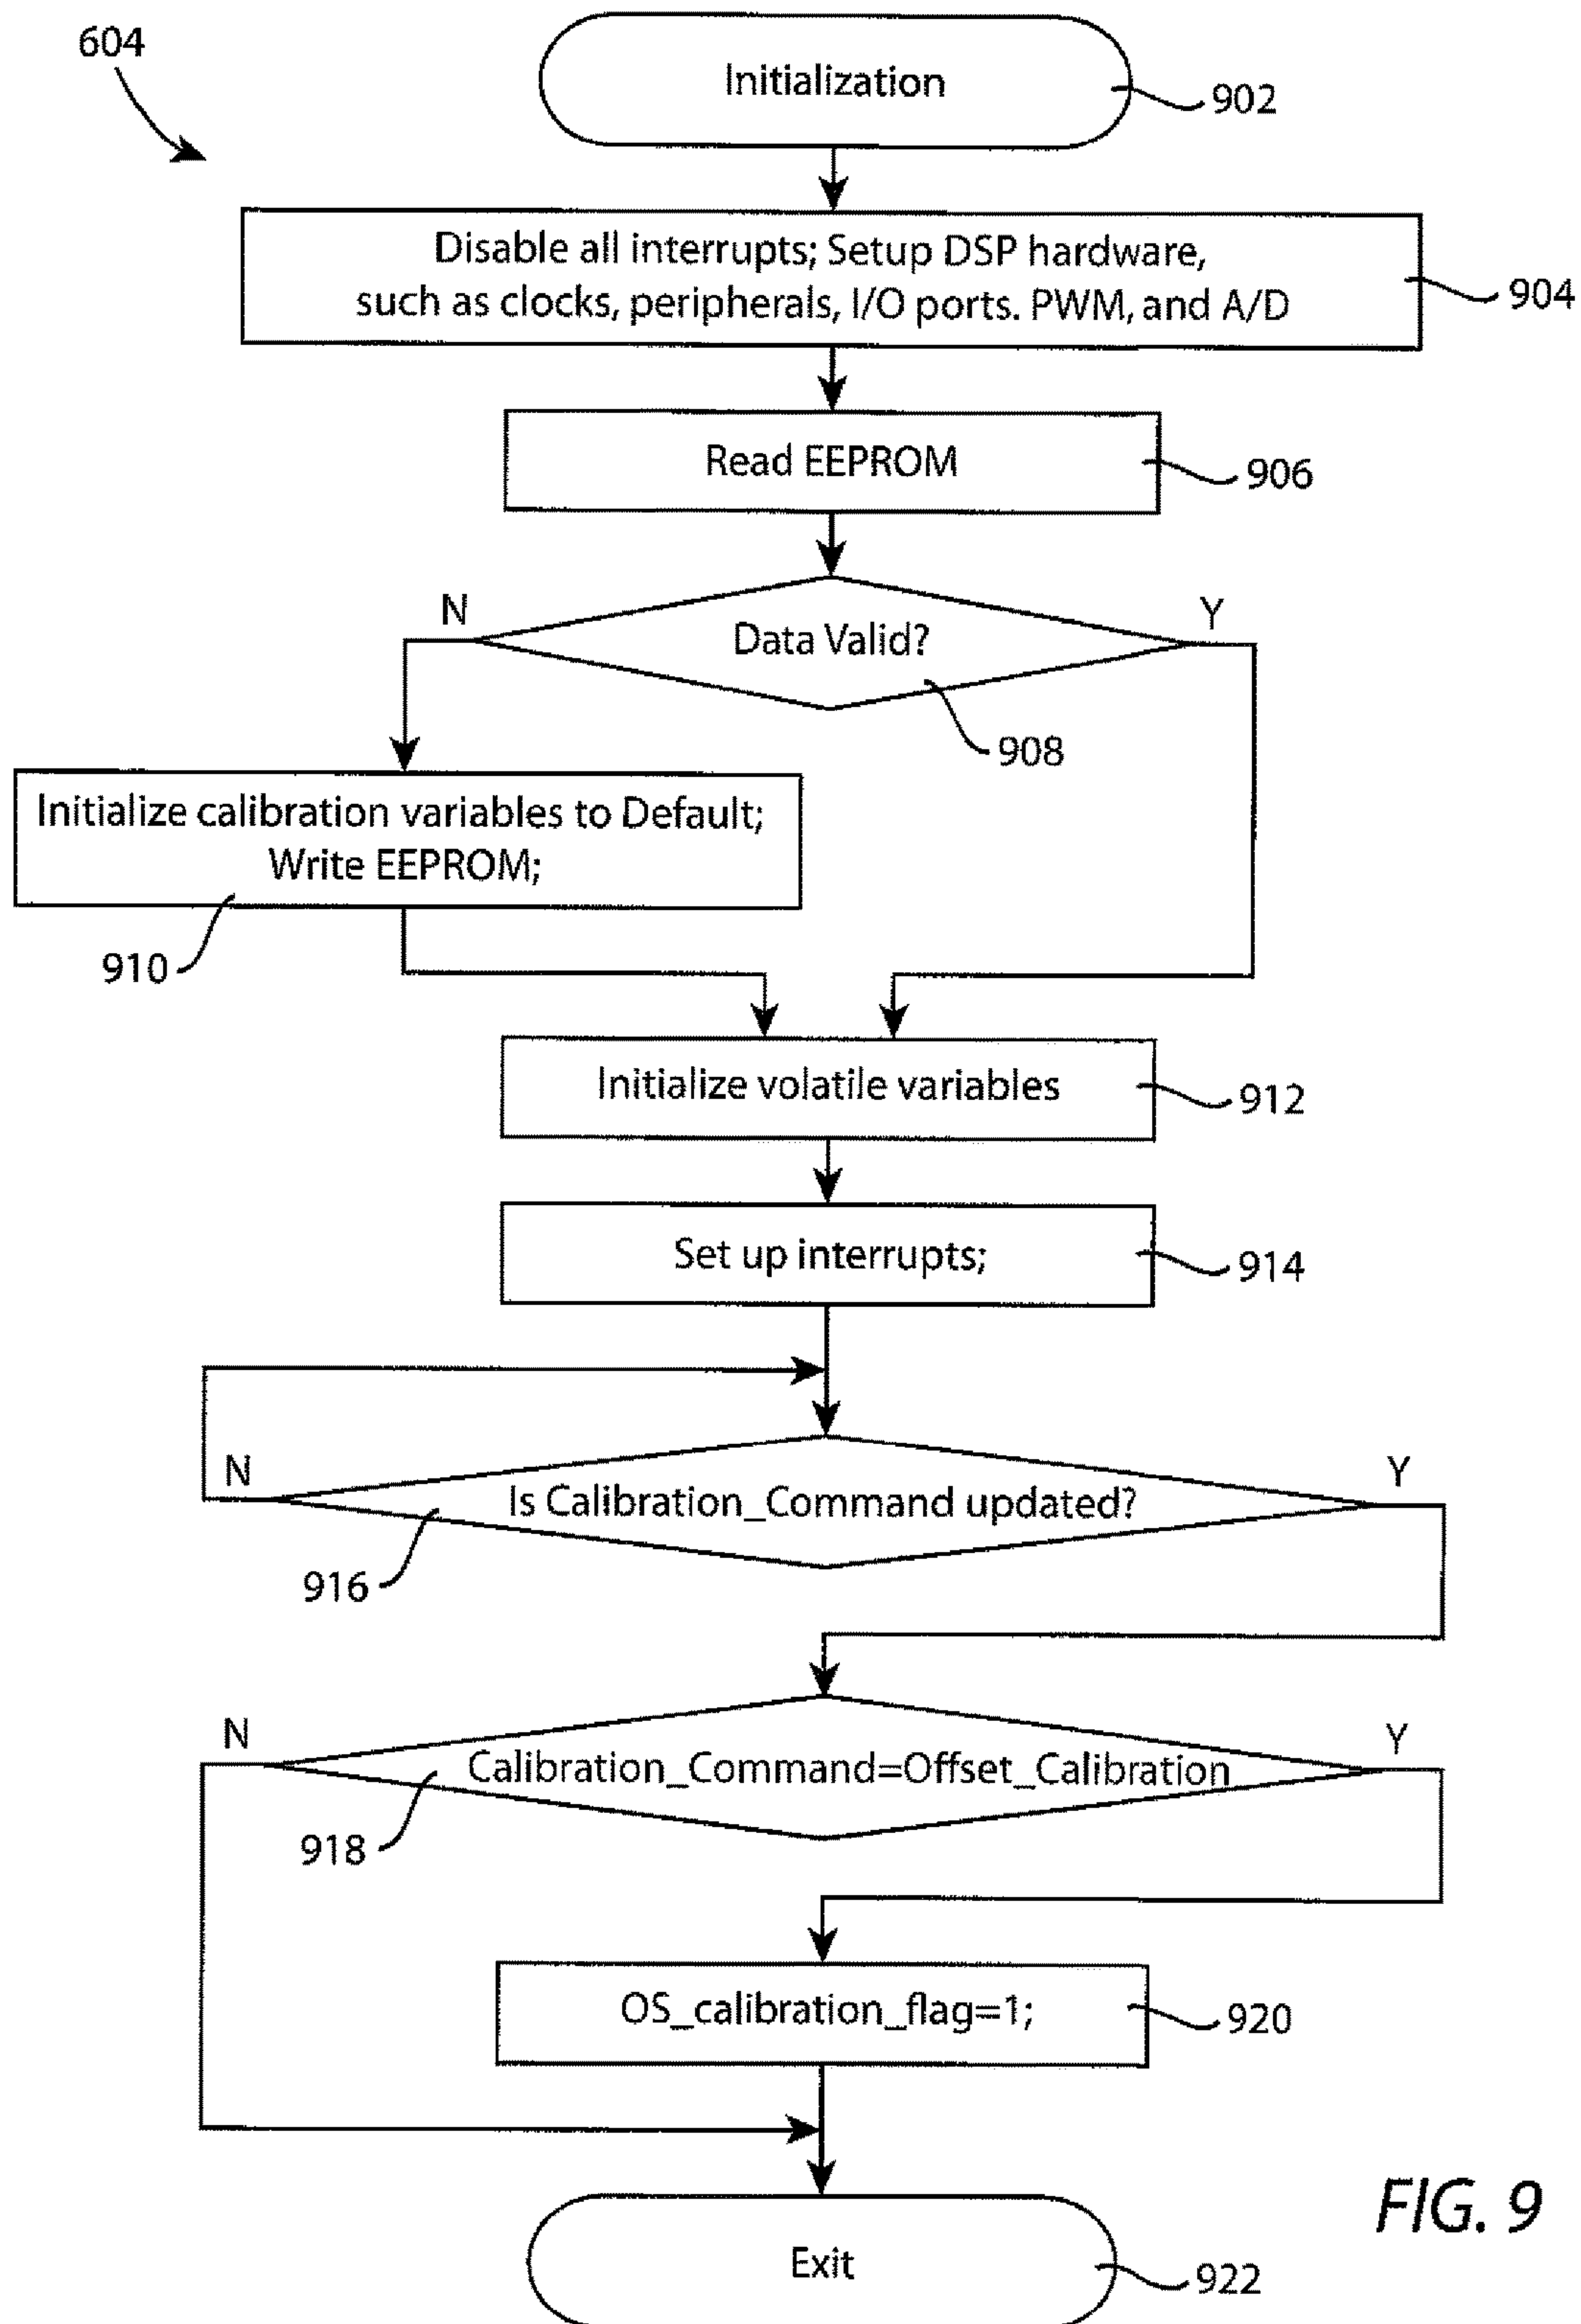 604
Initialization
902
Disable all interrupts; Setup DSP hardware,
such as clocks, peripherals, I/O ports. PWM, and A/D
904
Read EEPROM
906
N
Y
Data Valid?
908
Initialize calibration variables to Default;
Write EEPROM;
910
Initialize volatile variables
912
Set up interrupts;
914
N
Y
Is Calibration_Command updated?
916
N
Y
Calibration_Command=Offset_Calibration
918
OS_calibration_flag=1;
920
Exit
922
FIG. 9